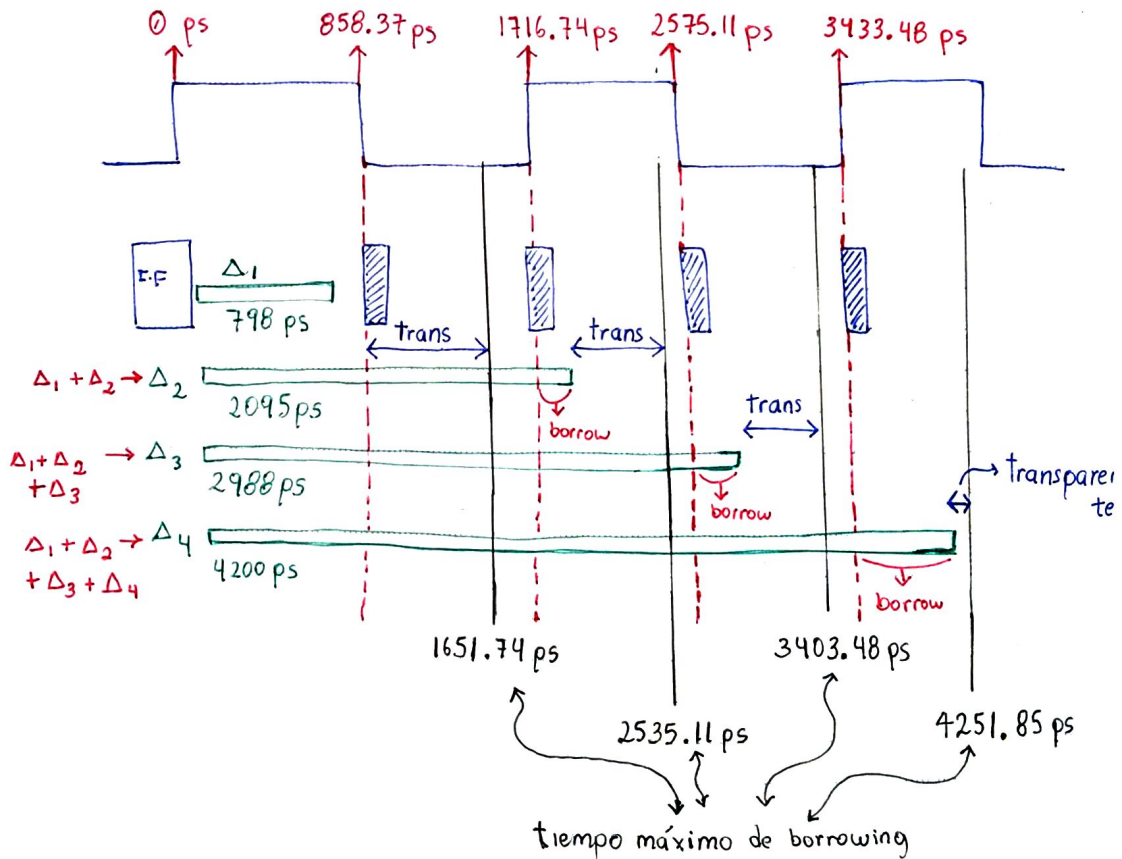 0 ps 858.37 ps 1716.74 ps 2575.11 ps 3433.48 ps
F.F
Δ1
798 ps
trans trans
Δ1 + Δ2 → Δ2
2095 ps
borrow
trans
Δ1 + Δ2 → Δ3
+ Δ3
2988 ps
borrow
→ transparen
te
Δ1 + Δ2 → Δ4
+ Δ3 + Δ4
4200 ps
borrow
1651.74 ps 3403.48 ps
2535.11 ps 4251.85 ps
tiempo máximo de borrowing